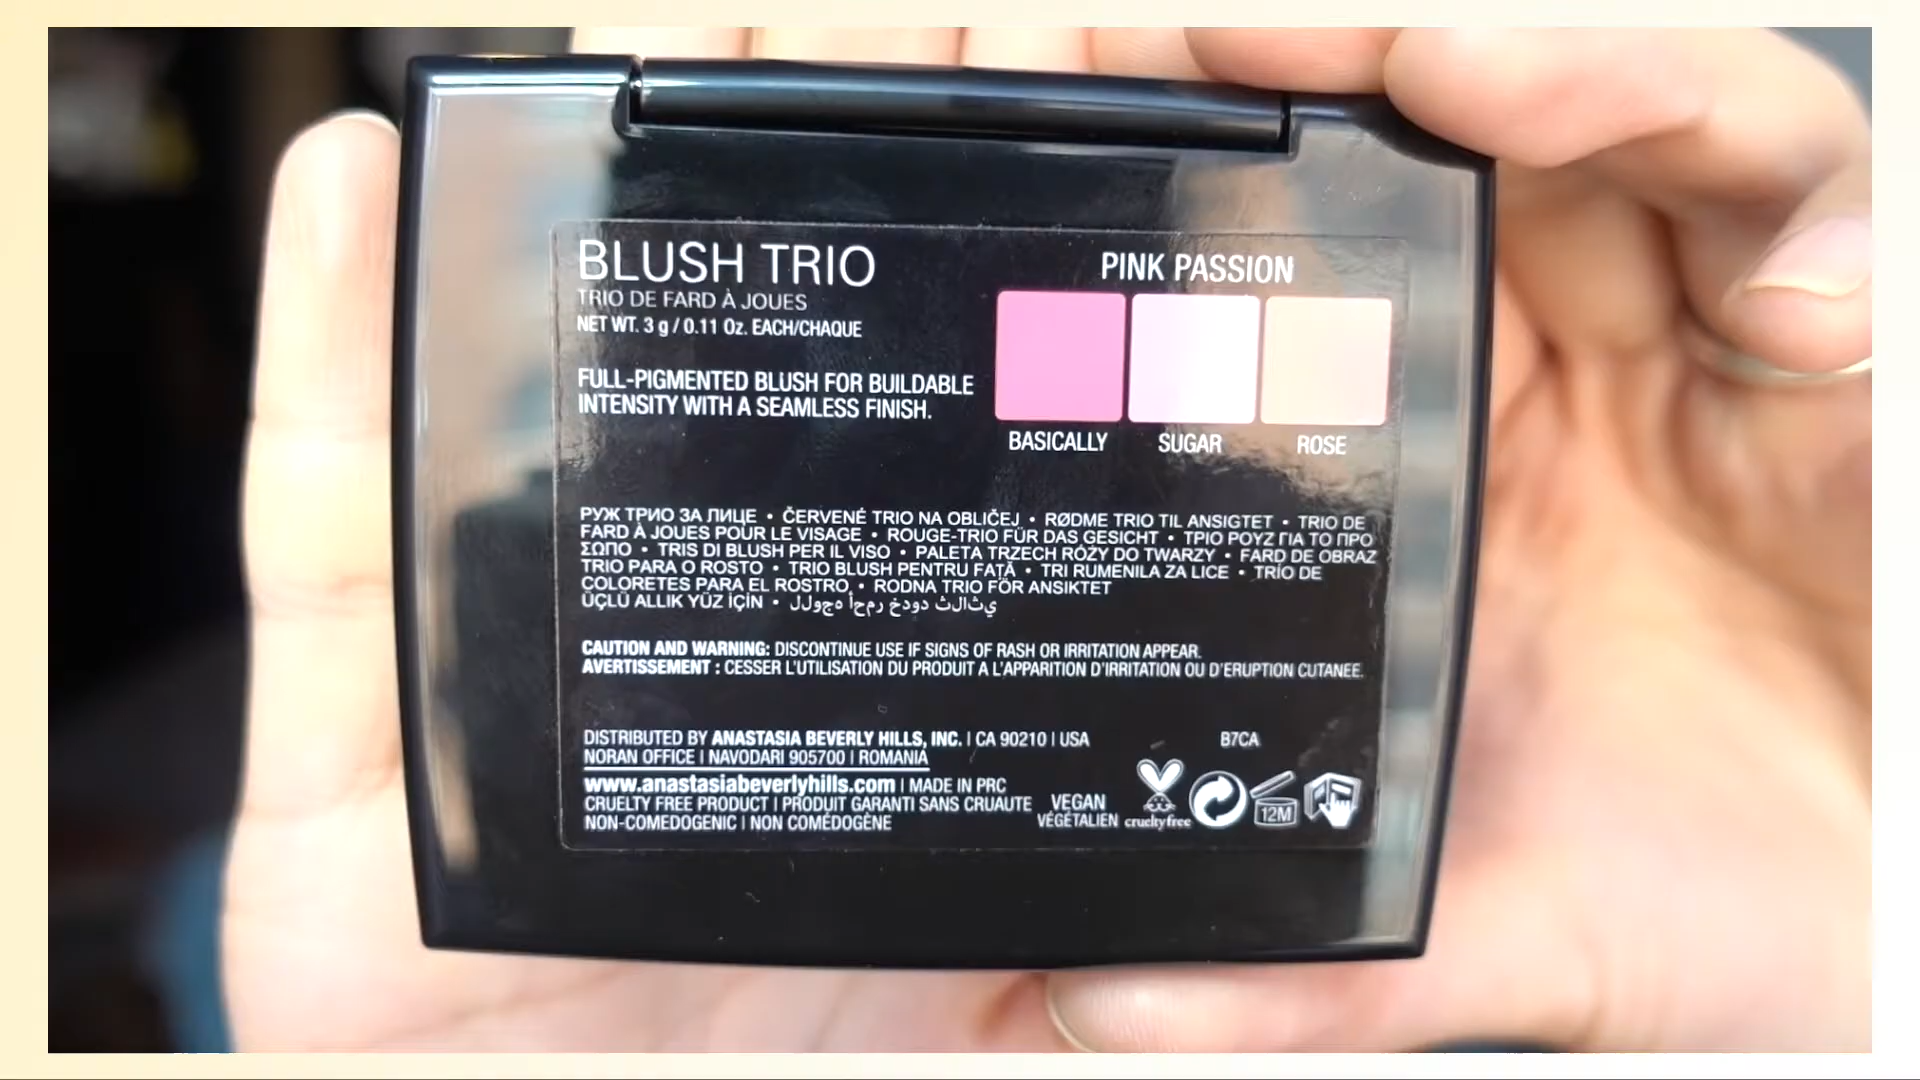 BLUSH TRIO
TRIO DE FARD À JOUES
NET WT. 3 g / 0.11 Oz. EACH/CHAQUE
FULL-PIGMENTED BLUSH FOR BUILDABLE
INTENSITY WITH A SEAMLESS FINISH.
PINK PASSION
BASICALLY
SUGAR
ROSE
РУЖ ТРИО ЗА ЛИЦЕ • ČERVENÉ TRIO NA OBLIČEJ • RØDME TRIO TIL ANSIGTET • TRIO DE
FARD À JOUES POUR LE VISAGE • ROUGE-TRIO FÜR DAS GESICHT • ΤΡΙΟ ΡΟΥΖ ΓΙΑ ΤΟ ΠΡΟ
ΣΩΠΟ • TRIS DI BLUSH PER IL VISO • PALETA TRZECH RÓŻY DO TWARZY • FARD DE OBRAZ
TRIO PARA O ROSTO • TRIO BLUSH PENTRU FAȚĂ • TRI RUMENILA ZA LICE • TRÍO DE
COLORETES PARA EL ROSTRO • RODNA TRIO FÖR ANSIKTET
ÜÇLÜ ALLIK YÜZ İÇİN • ي ث ا ل ث د و د خ ر م ح أ ه ج و ل ل
CAUTION AND WARNING: DISCONTINUE USE IF SIGNS OF RASH OR IRRITATION APPEAR.
AVERTISSEMENT : CESSER L'UTILISATION DU PRODUIT A L'APPARITION D'IRRITATION OU D'ERUPTION CUTANEE.
DISTRIBUTED BY ANASTASIA BEVERLY HILLS, INC. | CA 90210 | USA
NORAN OFFICE | NAVODARI 905700 | ROMANIA
www.anastasiabeverlyhills.com | MADE IN PRC
CRUELTY FREE PRODUCT | PRODUIT GARANTI SANS CRUAUTE
NON-COMEDOGENIC | NON COMÉDOGÈNE
VEGAN
VÉGÉTALIEN
B7CA
cruelty free
12M